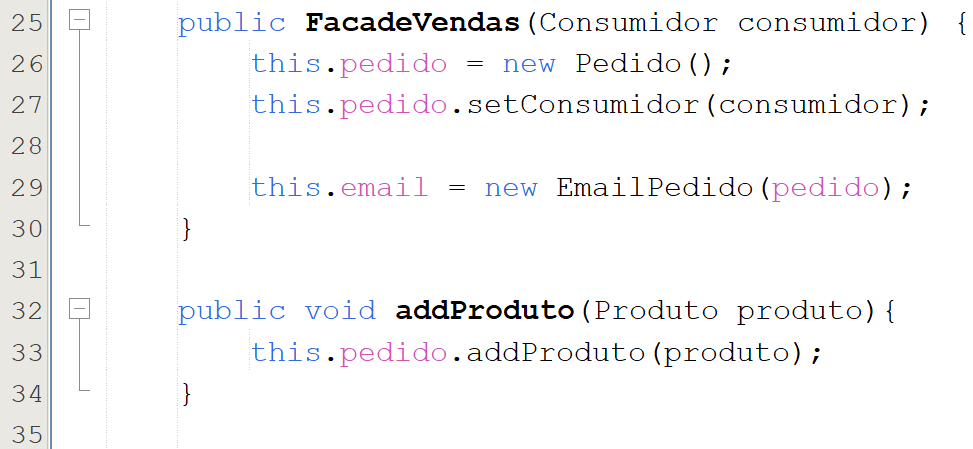 25 public FacadeVendas(Consumidor consumidor) {
26 this.pedido = new Pedido();
27 this.pedido.setConsumidor(consumidor);
28
29 this.email = new EmailPedido(pedido);
30 }
31
32 public void addProduto(Produto produto){
33 this.pedido.addProduto(produto);
34 }
35